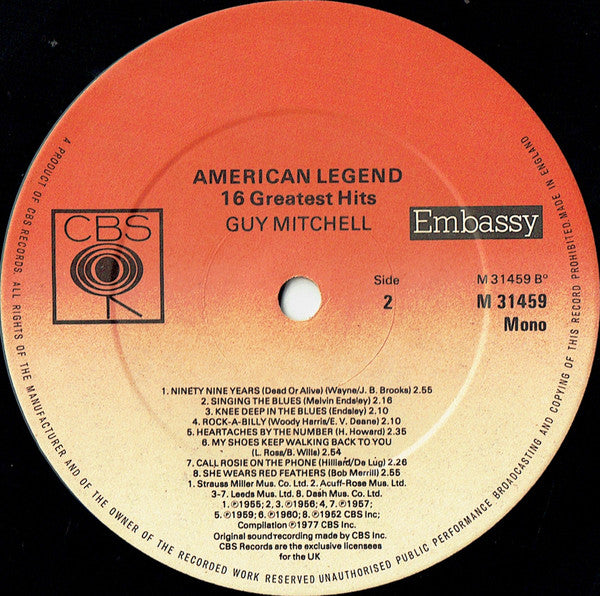 AMERICAN LEGEND
16 Greatest Hits
GUY MITCHELL
CBS
Embassy
Side
2
M 31459 B°
M 31459
Mono
1. NINETY NINE YEARS (Dead Or Alive) (Wayne/J. B. Brooks) 2.55
2. SINGING THE BLUES (Melvin Endsley) 2.16
3. KNEE DEEP IN THE BLUES (Endsley) 2.10
4. ROCK-A-BILLY (Woody Harris/E. V. Deane) 2.10
5. HEARTACHES BY THE NUMBER (H. Howard) 2.35
6. MY SHOES KEEP WALKING BACK TO YOU
(L. Ross/B. Wills) 2.54
7. CALL ROSIE ON THE PHONE (Hilliard/De Lug) 2.26
8. SHE WEARS RED FEATHERS (Bob Merrill) 2.55
1. Strauss Miller Mus. Co. Ltd. 2. Acuff-Rose Mus. Ltd.
3-7. Leeds Mus. Ltd. 8. Dash Mus. Co. Ltd.
1. ℗1955; 2, 3. ℗1956; 4, 7. ℗1957;
5. ℗1959; 6. ℗1960; 8. ℗1952 CBS Inc;
Compilation ℗1977 CBS Inc.
Original sound recording made by CBS Inc.
CBS Records are the exclusive licensees
for the UK
A PRODUCT OF CBS RECORDS. ALL RIGHTS OF THE MANUFACTURER AND OF THE OWNER OF THE RECORDED WORK RESERVED UNAUTHORISED PUBLIC PERFORMANCE BROADCASTING AND COPYING OF THIS RECORD PROHIBITED. MADE IN ENGLAND